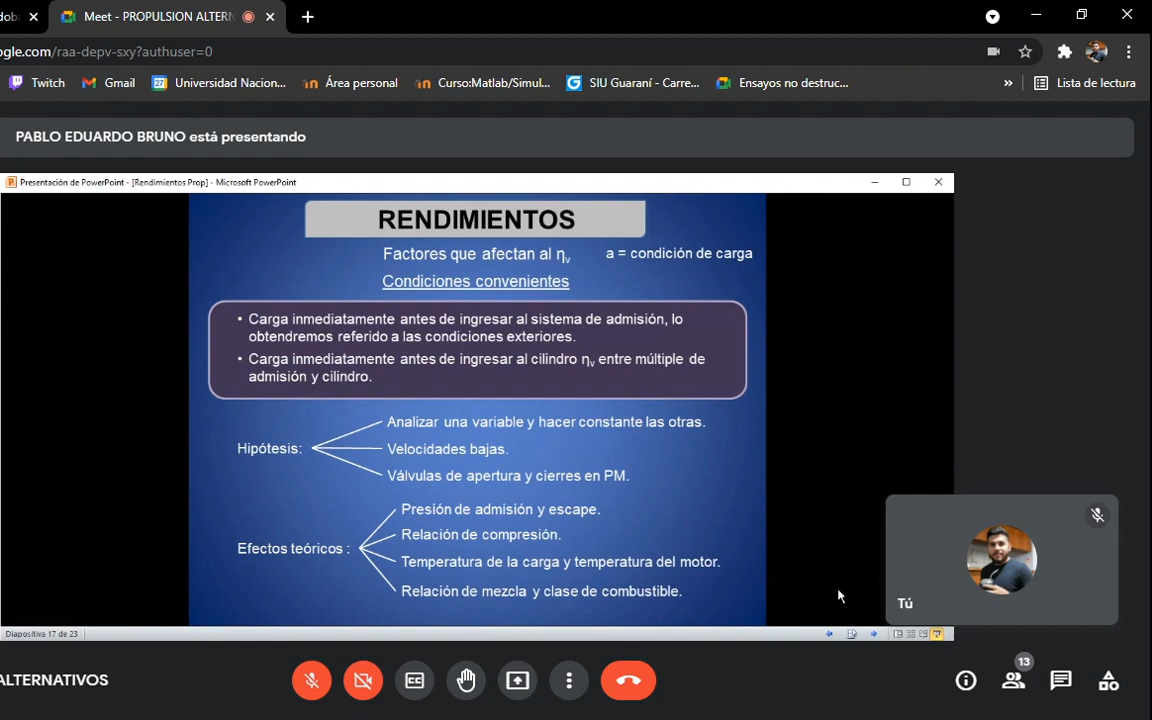 Meet - PROPULSION ALTERN
gle.com/raa-depv-sxy?authuser=0
Twitch
Gmail
27
Universidad Nacion...
Área personal
Curso:Matlab/Simul...
SIU Guaraní - Carre...
Ensayos no destruc...
»
Lista de lectura
PABLO EDUARDO BRUNO está presentando
Presentación de PowerPoint - [Rendimientos Prop] - Microsoft PowerPoint
RENDIMIENTOS
Factores que afectan al ηv
a = condición de carga
Condiciones convenientes
• Carga inmediatamente antes de ingresar al sistema de admisión, lo
obtendremos referido a las condiciones exteriores.
• Carga inmediatamente antes de ingresar al cilindro ηv entre múltiple de
admisión y cilindro.
Analizar una variable y hacer constante las otras.
Hipótesis:
Velocidades bajas.
Válvulas de apertura y cierres en PM.
Presión de admisión y escape.
Relación de compresión.
Efectos teóricos :
Temperatura de la carga y temperatura del motor.
Relación de mezcla y clase de combustible.
Tú
Diapositiva 17 de 23
ALTERNATIVOS
13